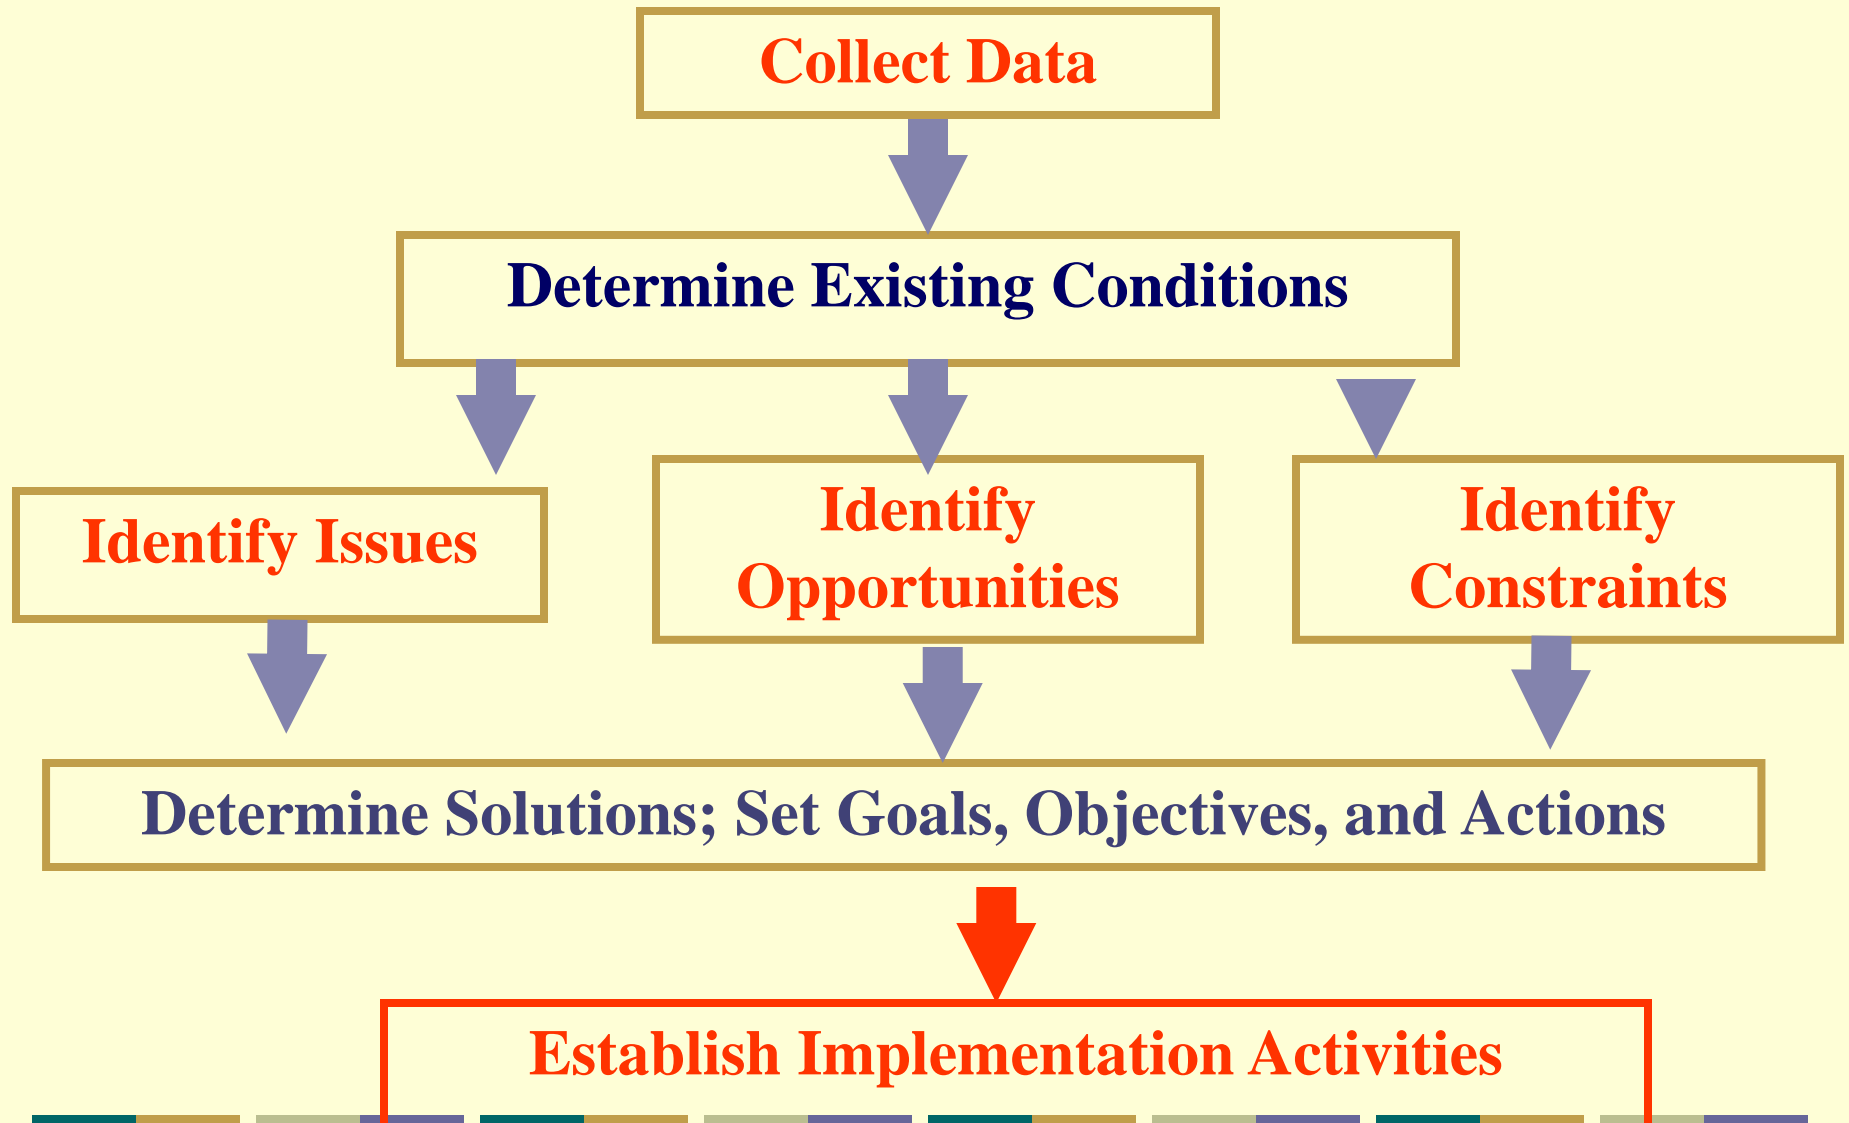 Collect Data
Determine Existing Conditions
Identify Issues
Identify
Opportunities
Identify
Constraints
Determine Solutions; Set Goals, Objectives, and Actions
Establish Implementation Activities